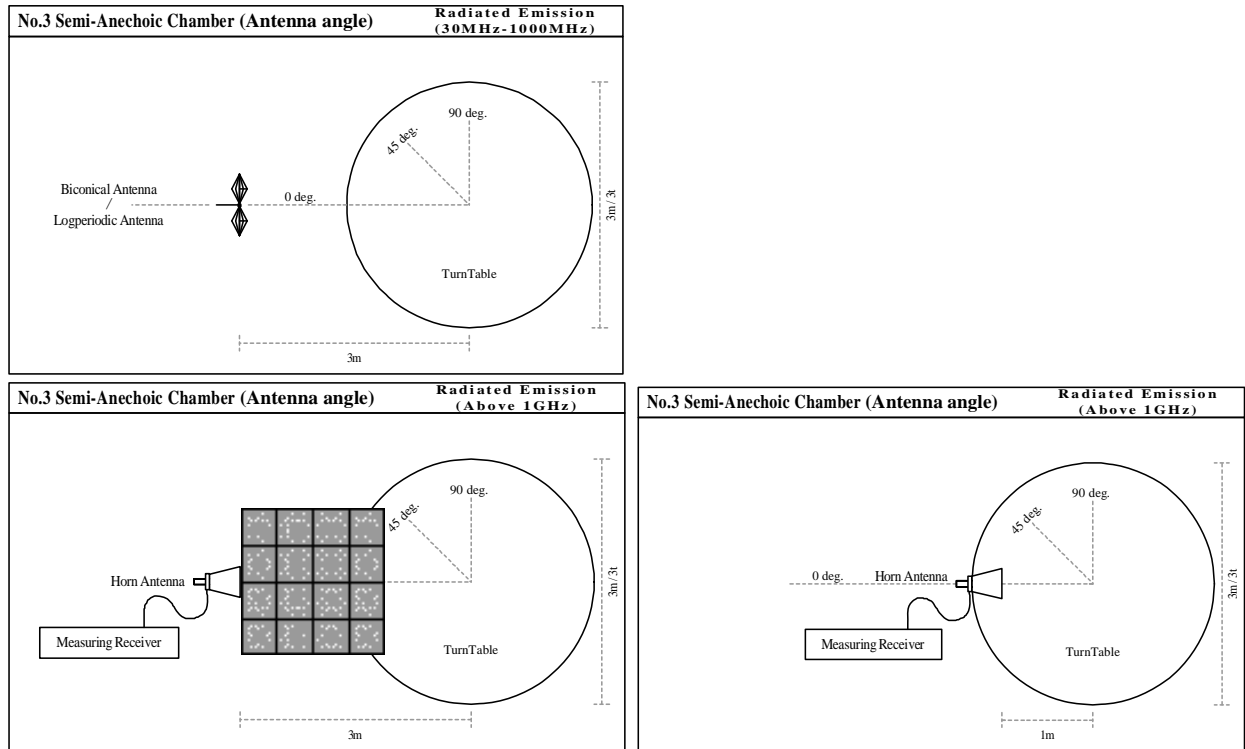 No.3 Semi-Anechoic Chamber (Antenna angle)
Radiated Emission
(30MHz-1000MHz)
90 deg.
45 deg.
Biconical Antenna
/
Logperiodic Antenna
0 deg.
3m / 3t
TurnTable
3m
No.3 Semi-Anechoic Chamber (Antenna angle)
Radiated Emission
(Above 1GHz)
90 deg.
45 deg.
Horn Antenna
3m/3t
Measuring Receiver
TurnTable
3m
No.3 Semi-Anechoic Chamber (Antenna angle)
Radiated Emission
(Above 1GHz)
90 deg.
45 deg.
0 deg.
Horn Antenna
3m/3t
Measuring Receiver
TurnTable
1m